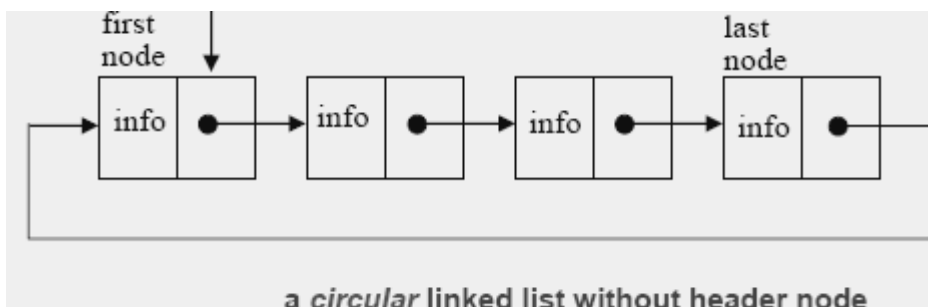 first
node
last
node
info
info
info
info
a circular linked list without header node